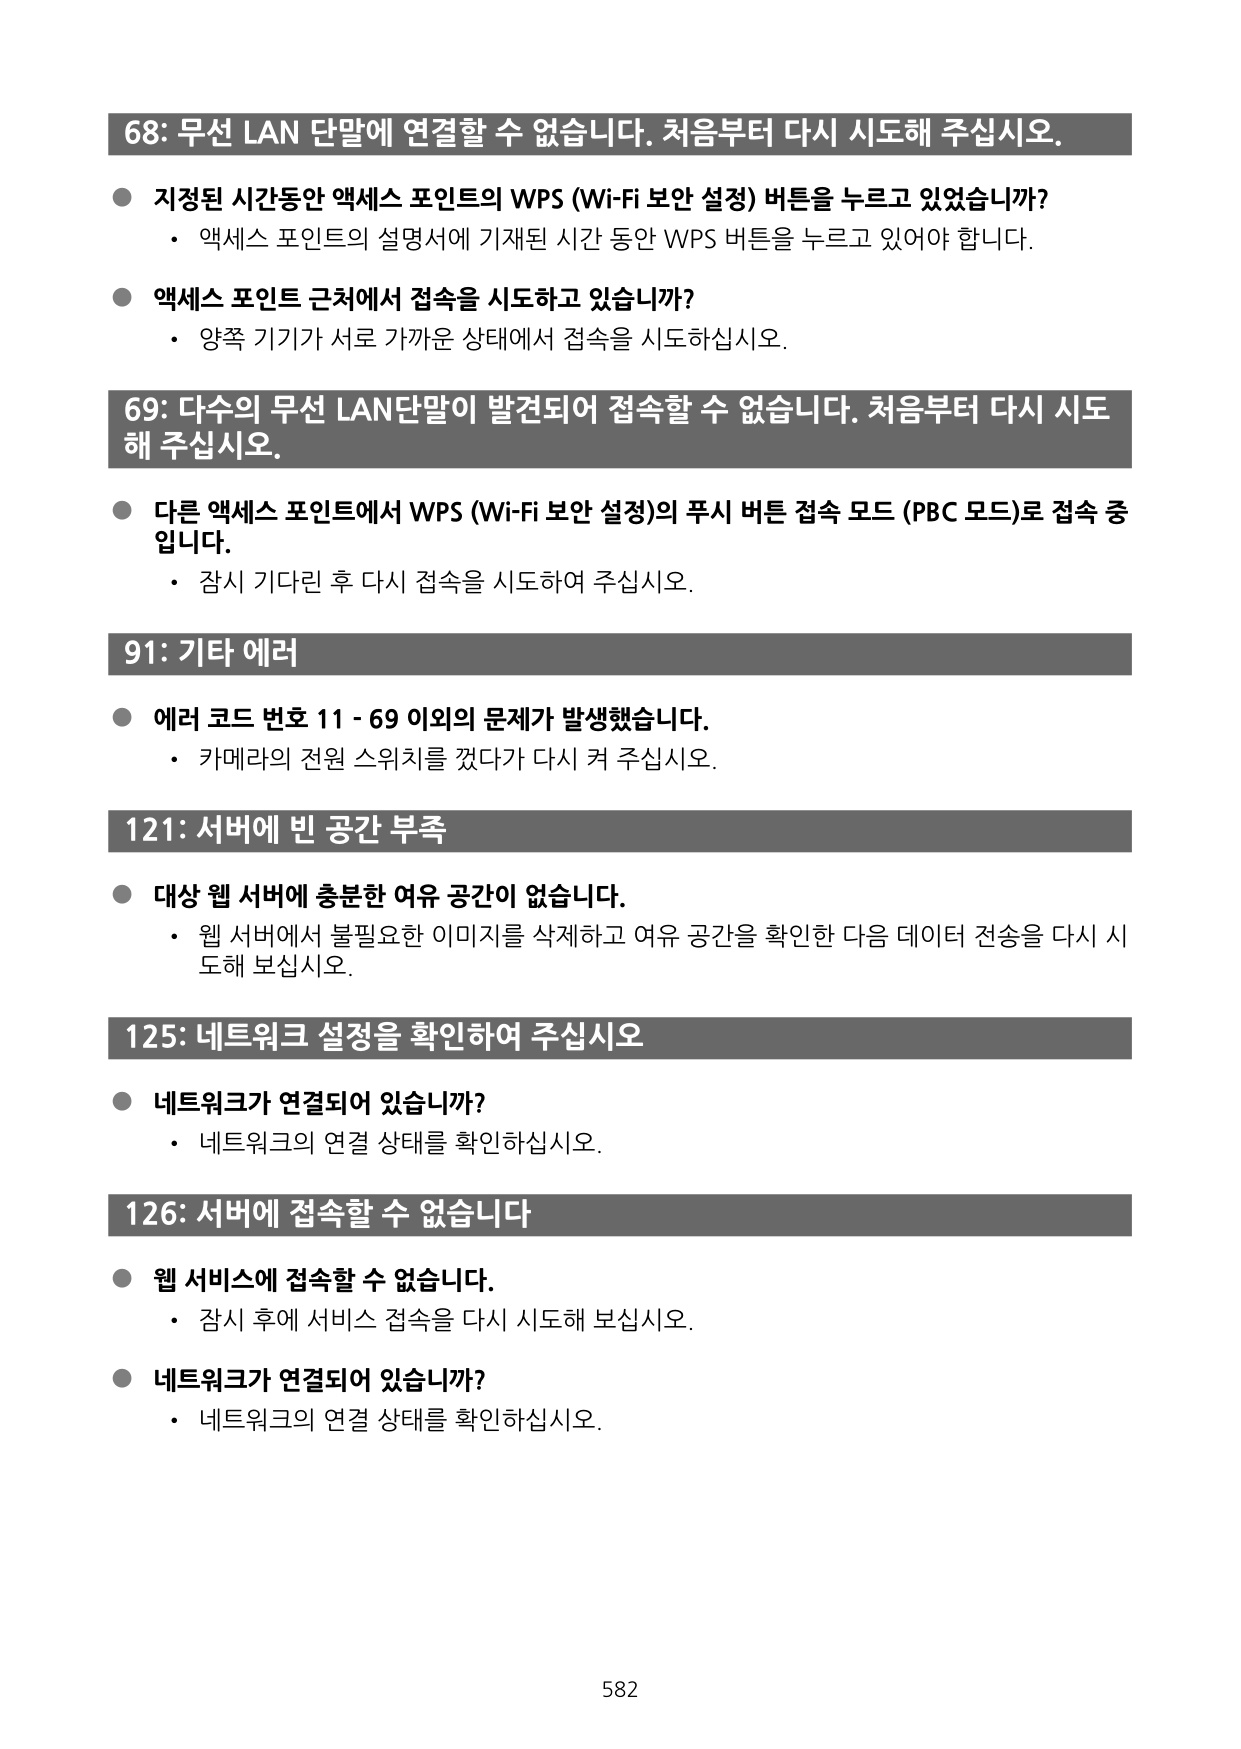 68: 무선 LAN 단말에 연결할 수 없습니다. 처음부터 다시 시도해 주십시오.
● 지정된 시간동안 액세스 포인트의 WPS (Wi-Fi 보안 설정) 버튼을 누르고 있었습니까?
• 액세스 포인트의 설명서에 기재된 시간 동안 WPS 버튼을 누르고 있어야 합니다.
● 액세스 포인트 근처에서 접속을 시도하고 있습니까?
• 양쪽 기기가 서로 가까운 상태에서 접속을 시도하십시오.
69: 다수의 무선 LAN단말이 발견되어 접속할 수 없습니다. 처음부터 다시 시도
해 주십시오.
● 다른 액세스 포인트에서 WPS (Wi-Fi 보안 설정)의 푸시 버튼 접속 모드 (PBC 모드)로 접속 중
입니다.
• 잠시 기다린 후 다시 접속을 시도하여 주십시오.
91: 기타 에러
● 에러 코드 번호 11 - 69 이외의 문제가 발생했습니다.
• 카메라의 전원 스위치를 껐다가 다시 켜 주십시오.
121: 서버에 빈 공간 부족
● 대상 웹 서버에 충분한 여유 공간이 없습니다.
• 웹 서버에서 불필요한 이미지를 삭제하고 여유 공간을 확인한 다음 데이터 전송을 다시 시
도해 보십시오.
125: 네트워크 설정을 확인하여 주십시오
● 네트워크가 연결되어 있습니까?
• 네트워크의 연결 상태를 확인하십시오.
126: 서버에 접속할 수 없습니다
● 웹 서비스에 접속할 수 없습니다.
• 잠시 후에 서비스 접속을 다시 시도해 보십시오.
● 네트워크가 연결되어 있습니까?
• 네트워크의 연결 상태를 확인하십시오.
582